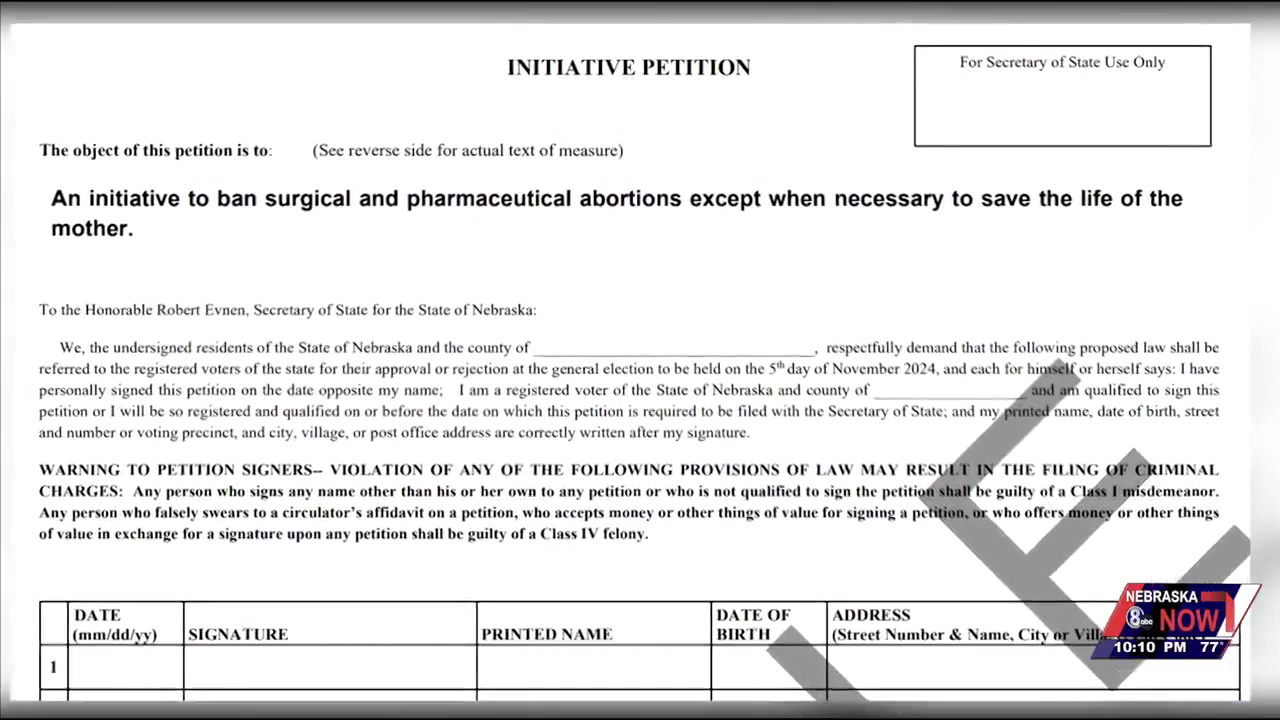 INITIATIVE PETITION
For Secretary of State Use Only
The object of this petition is to: (See reverse side for actual text of measure)
An initiative to ban surgical and pharmaceutical abortions except when necessary to save the life of the
mother.
To the Honorable Robert Evnen, Secretary of State for the State of Nebraska:
We, the undersigned residents of the State of Nebraska and the county of ____________________________, respectfully demand that the following proposed law shall be
referred to the registered voters of the state for their approval or rejection at the general election to be held on the 5th day of November 2024, and each for himself or herself says: I have
personally signed this petition on the date opposite my name; I am a registered voter of the State of Nebraska and county of _______________ and am qualified to sign this
petition or I will be so registered and qualified on or before the date on which this petition is required to be filed with the Secretary of State; and my printed name, date of birth, street
and number or voting precinct, and city, village, or post office address are correctly written after my signature.
WARNING TO PETITION SIGNERS-- VIOLATION OF ANY OF THE FOLLOWING PROVISIONS OF LAW MAY RESULT IN THE FILING OF CRIMINAL
CHARGES: Any person who signs any name other than his or her own to any petition or who is not qualified to sign the petition shall be guilty of a Class I misdemeanor.
Any person who falsely swears to a circulator's affidavit on a petition, who accepts money or other things of value for signing a petition, or who offers money or other things
of value in exchange for a signature upon any petition shall be guilty of a Class IV felony.
DATE
(mm/dd/yy)
SIGNATURE
PRINTED NAME
DATE OF
BIRTH
ADDRESS
(Street Number & Name, City or
1
NEBRASKA
8 abc NOW
10:10 PM 77°